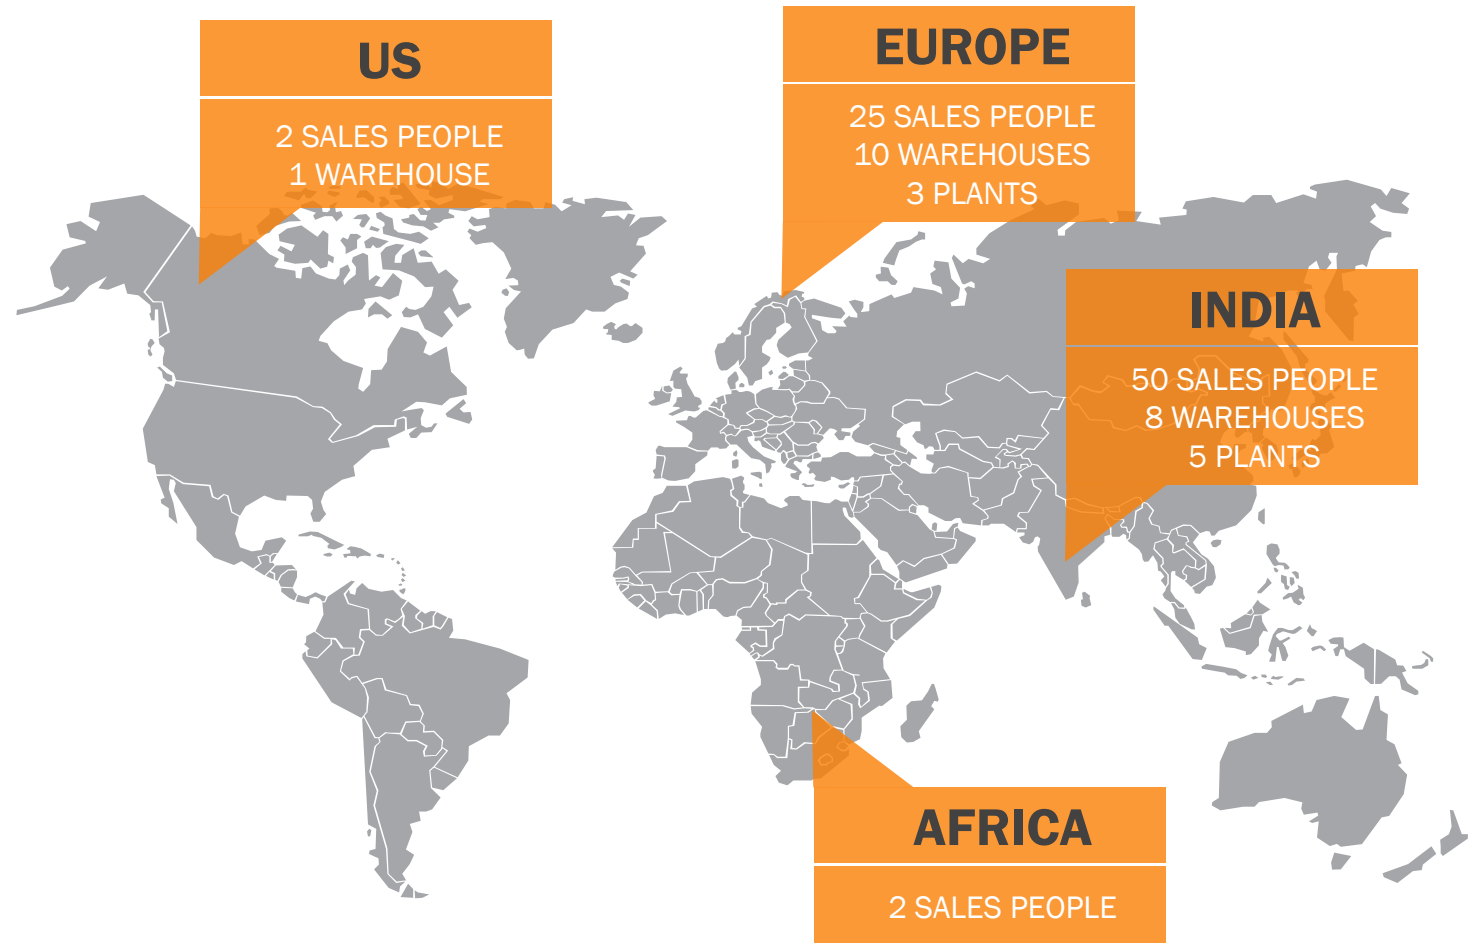 US
2 SALES PEOPLE
1 WAREHOUSE
EUROPE
25 SALES PEOPLE
10 WAREHOUSES
3 PLANTS
INDIA
50 SALES PEOPLE
8 WAREHOUSES
5 PLANTS
AFRICA
2 SALES PEOPLE